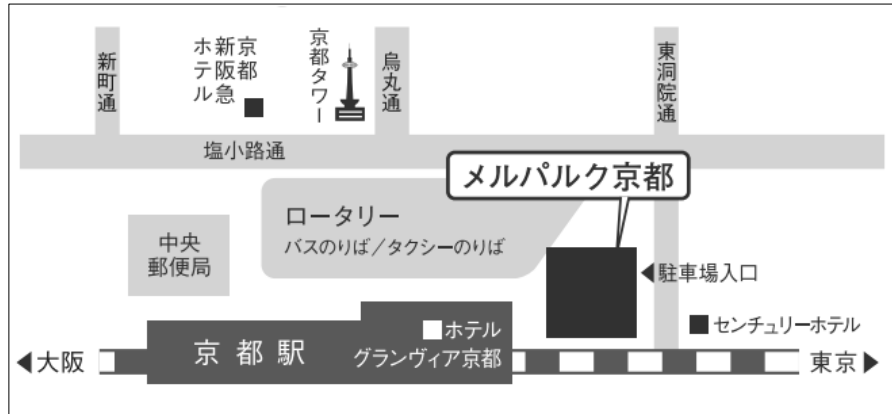 新町通
京都
新阪急
ホテル
京都タワー
烏丸通
東洞院通
塩小路通
メルパルク京都
ロータリー
バスのりば／タクシーのりば
中央
郵便局
◀駐車場入口
センチュリーホテル
ホテル
グランヴィア京都
京都駅
◀大阪
東京▶